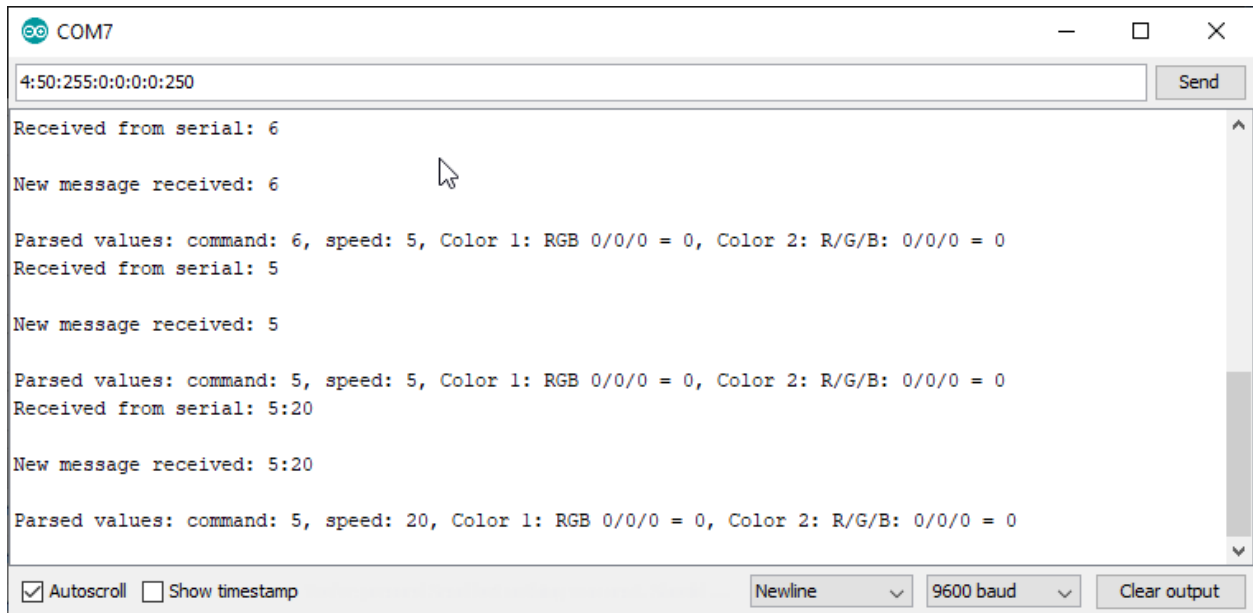 COM7
4:50:255:0:0:0:0:250
Send
Received from serial: 6
New message received: 6
Parsed values: command: 6, speed: 5, Color 1: RGB 0/0/0 = 0, Color 2: R/G/B: 0/0/0 = 0
Received from serial: 5
New message received: 5
Parsed values: command: 5, speed: 5, Color 1: RGB 0/0/0 = 0, Color 2: R/G/B: 0/0/0 = 0
Received from serial: 5:20
New message received: 5:20
Parsed values: command: 5, speed: 20, Color 1: RGB 0/0/0 = 0, Color 2: R/G/B: 0/0/0 = 0
Autoscroll Show timestamp Newline 9600 baud Clear output